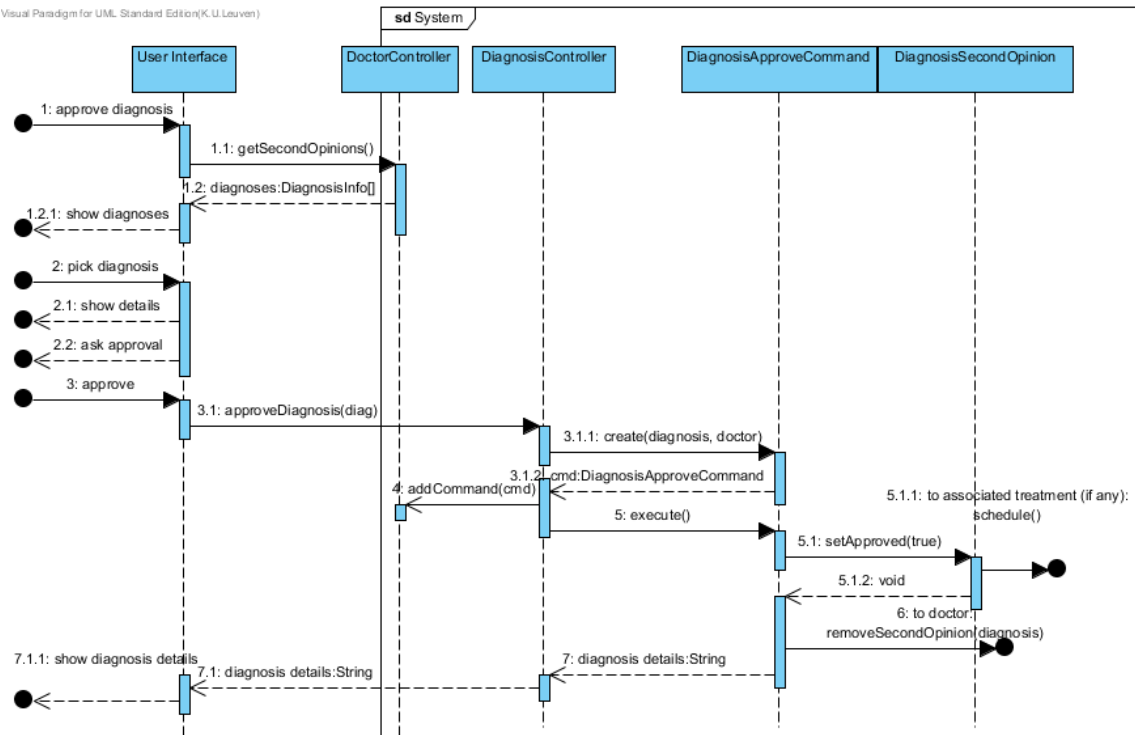 Visual Paradigm for UML Standard Edition(K.U.Leuven)
sd System
User Interface
DoctorController
DiagnosisController
DiagnosisApproveCommand
DiagnosisSecondOpinion
1: approve diagnosis
1.1: getSecondOpinions()
1.2: diagnoses:DiagnosisInfo[]
1.2.1: show diagnoses
2: pick diagnosis
2.1: show details
2.2: ask approval
3: approve
3.1: approveDiagnosis(diag)
3.1.1: create(diagnosis, doctor)
3.1.2: cmd:DiagnosisApproveCommand
4: addCommand(cmd)
5.1.1: to associated treatment (if any):
schedule()
5: execute()
5.1: setApproved(true)
5.1.2: void
6: to doctor:
removeSecondOpinion(diagnosis)
7.1.1: show diagnosis details
7: diagnosis details:String
7.1: diagnosis details:String